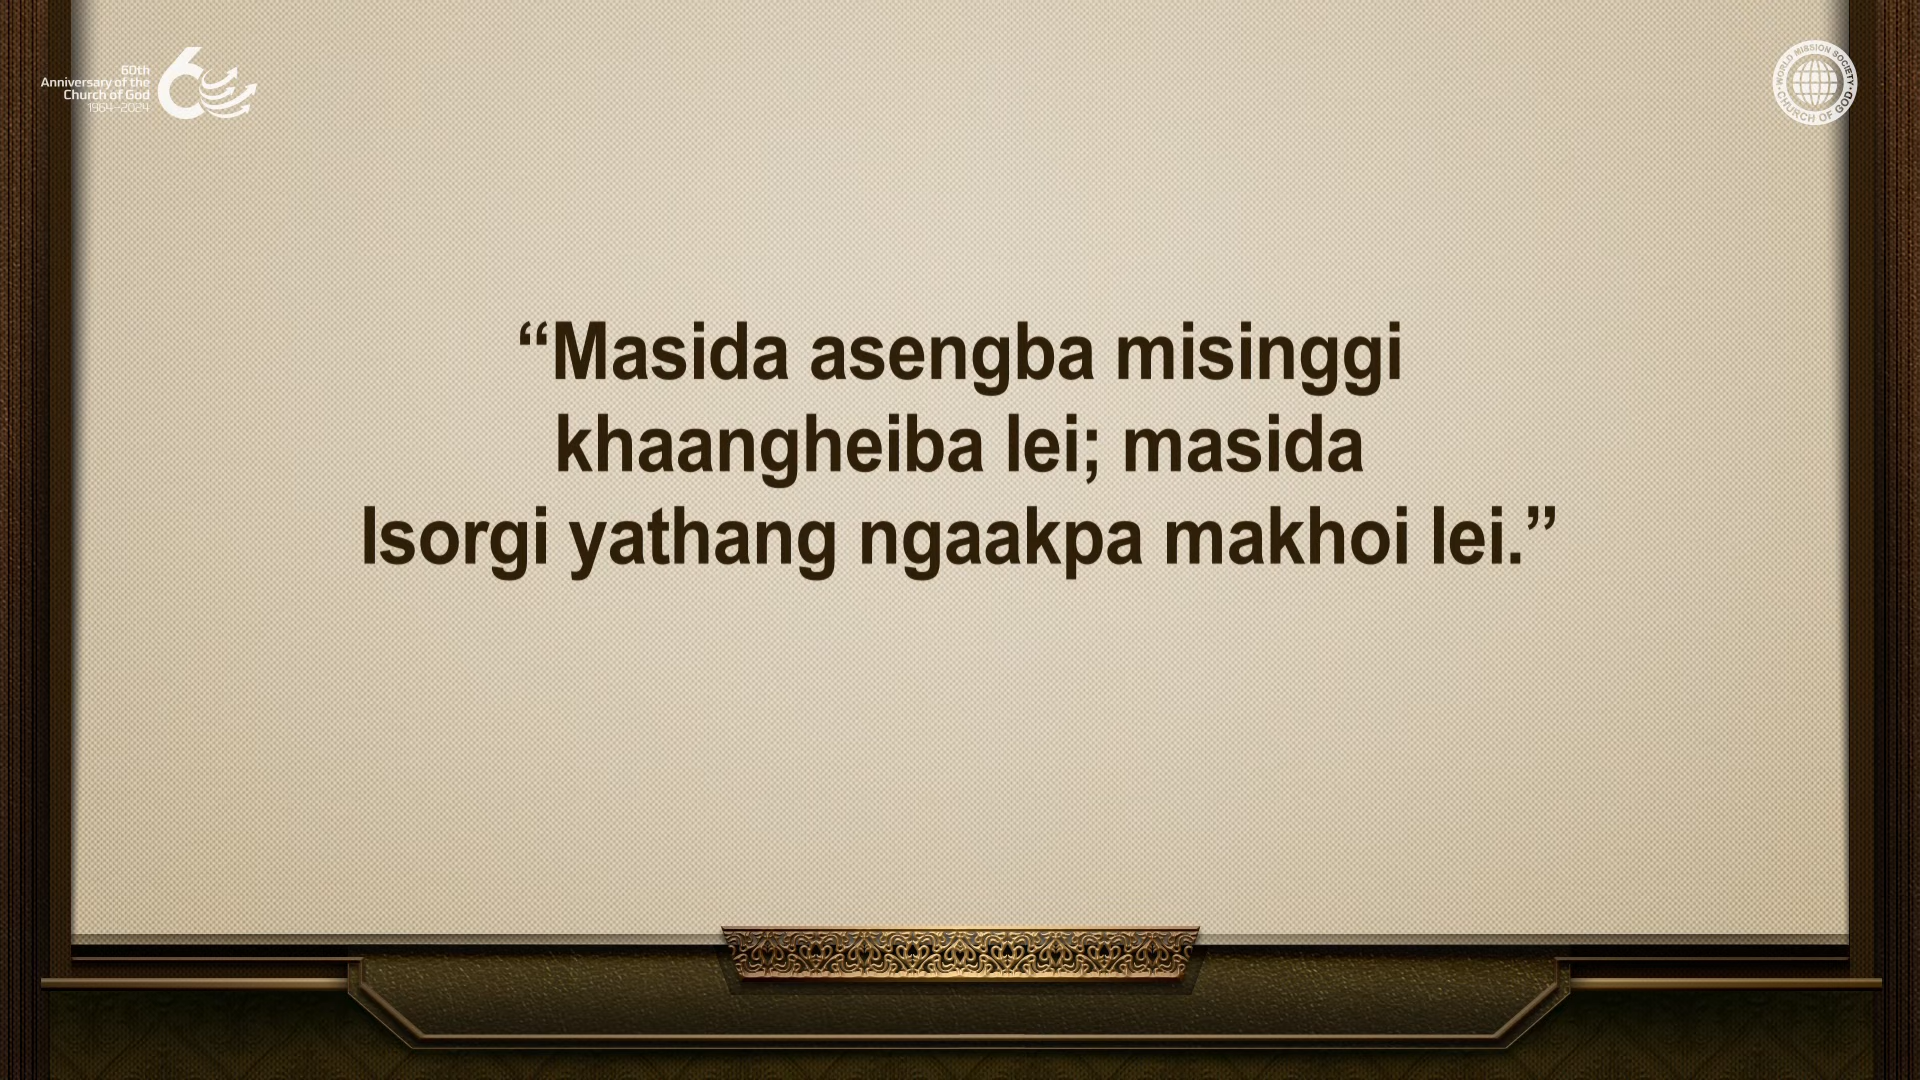 60th
Anniversary of the
Church of God
1964–2024
WORLD MISSION SOCIETY
CHURCH OF GOD
“Masida asengba misinggi
khaangheiba lei; masida
Isorgi yathang ngaakpa makhoi lei.”